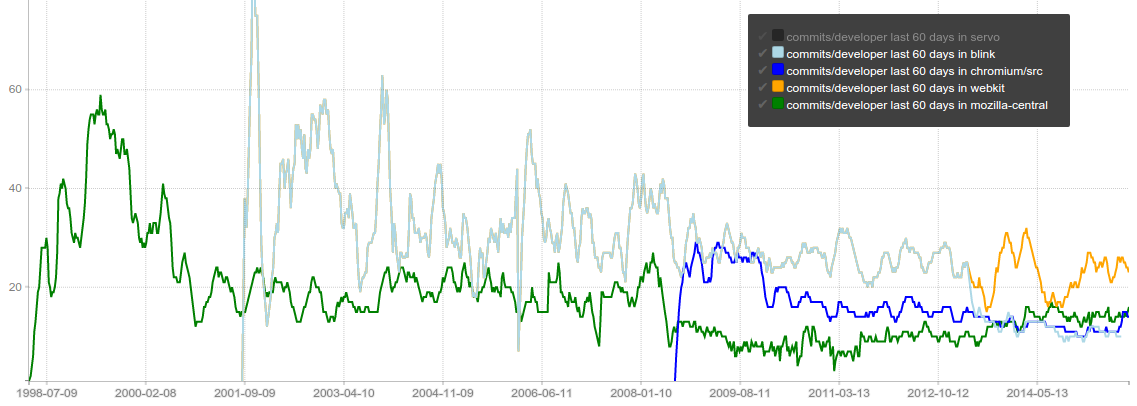 commits/developer last 60 days in servo
commits/developer last 60 days in blink
commits/developer last 60 days in chromium/src
commits/developer last 60 days in webkit
commits/developer last 60 days in mozilla-central
60
40
20
1998-07-09 2000-02-08 2001-09-09 2003-04-10 2004-11-09 2006-06-11 2008-01-10 2009-08-11 2011-03-13 2012-10-12 2014-05-13